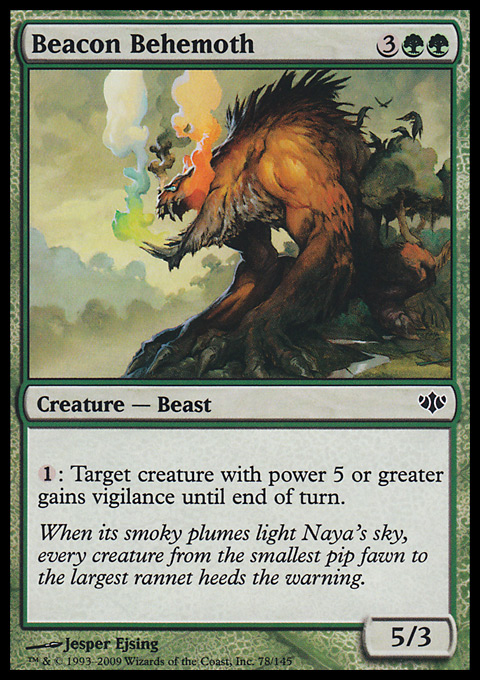 Beacon Behemoth 3
Creature — Beast
1: Target creature with power 5 or greater
gains vigilance until end of turn.
When its smoky plumes light Naya's sky,
every creature from the smallest pip fawn to
the largest rannet heeds the warning.
Jesper Ejsing
5/3
™ & © 1993–2009 Wizards of the Coast, Inc. 78/145